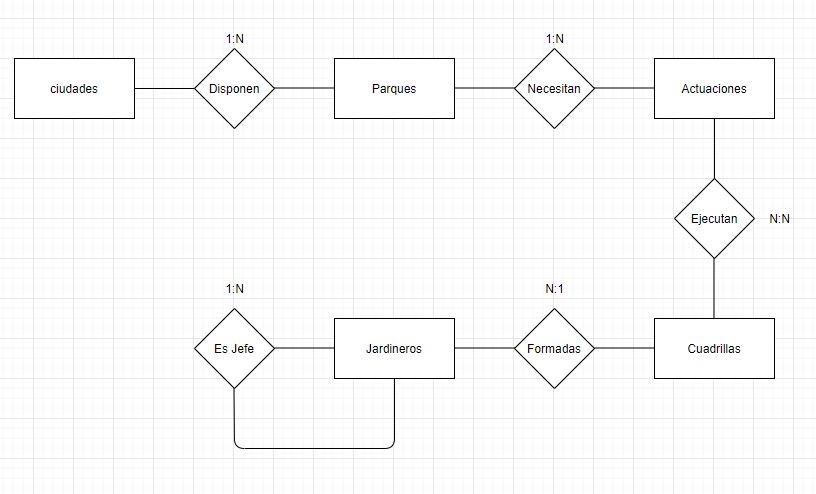 1:N
1:N
ciudades
Disponen
Parques
Necesitan
Actuaciones
Ejecutan
N:N
1:N
N:1
Es Jefe
Jardineros
Formadas
Cuadrillas